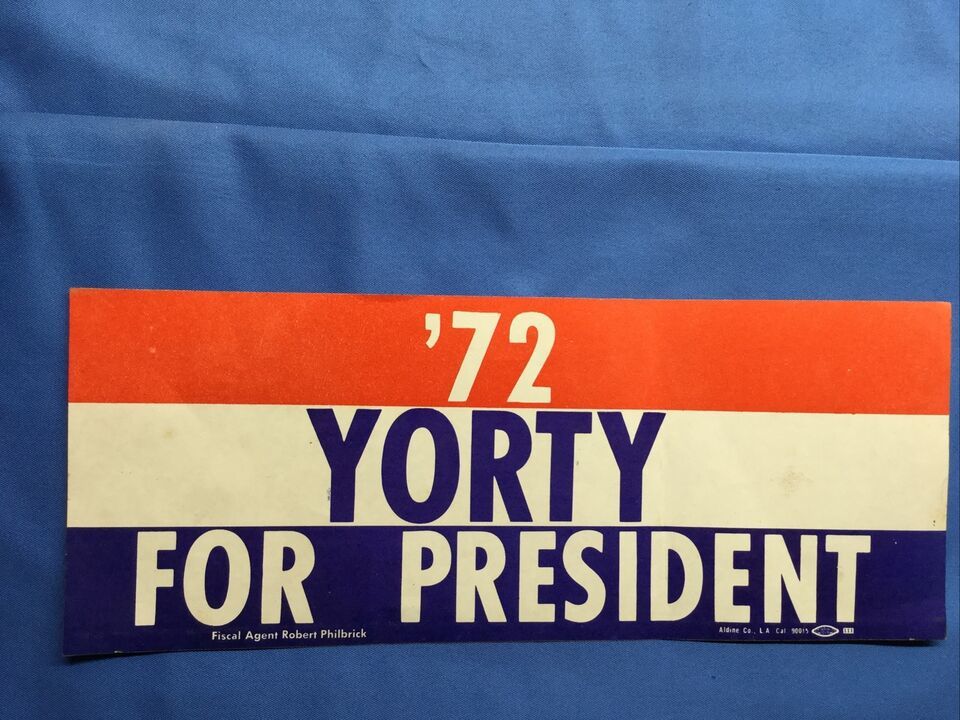 '72
YORTY
FOR PRESIDENT
Fiscal Agent Robert Philbrick
Aldine Co., L A Cal 90015